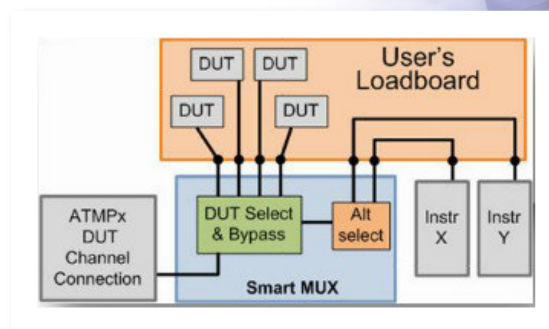 User's
Loadboard
DUT
DUT
DUT
DUT
ATMPx
DUT
Channel
Connection
DUT Select
& Bypass
Alt
select
Instr
X
Instr
Y
Smart MUX